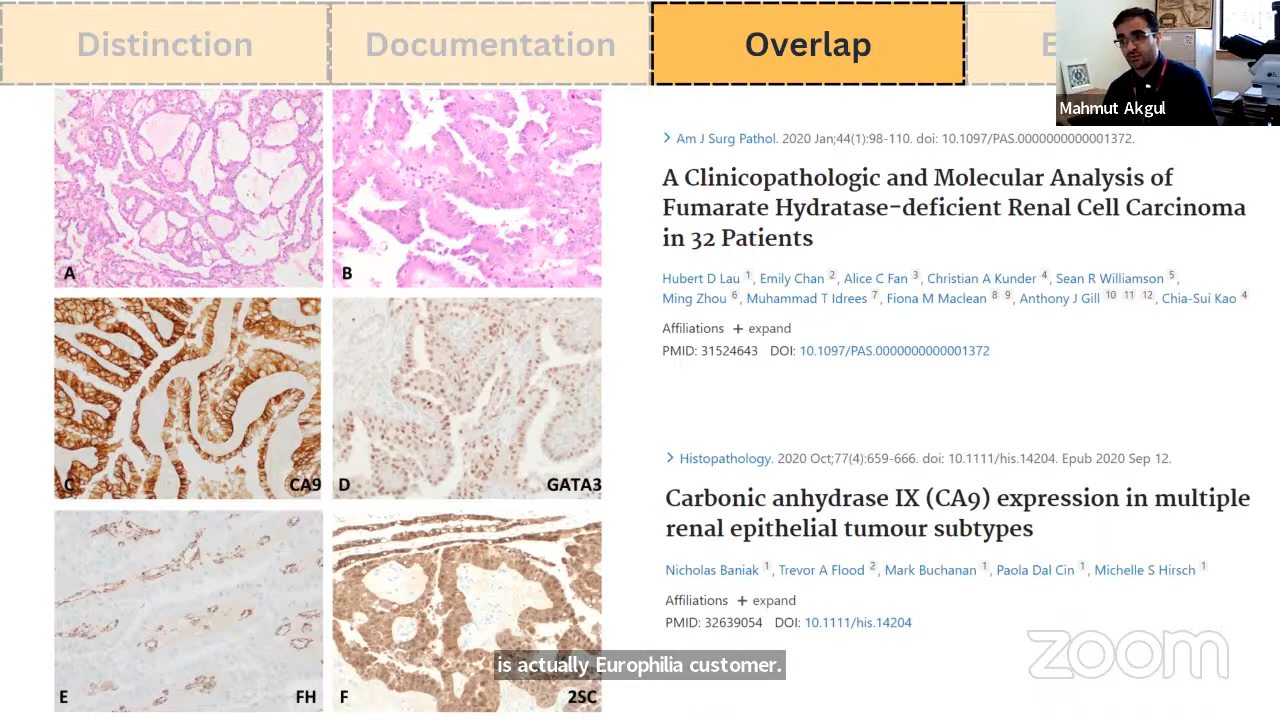 Distinction
Documentation
Overlap
E
Mahmut Akgul
A
B
C
CA9
D
GATA3
E
FH
F
2SC
> Am J Surg Pathol. 2020 Jan;44(1):98-110. doi: 10.1097/PAS.0000000000001372.
A Clinicopathologic and Molecular Analysis of
Fumarate Hydratase-deficient Renal Cell Carcinoma
in 32 Patients
Hubert D Lau 1, Emily Chan 2, Alice C Fan 3, Christian A Kunder 4, Sean R Williamson 5,
Ming Zhou 6, Muhammad T Idrees 7, Fiona M Maclean 8 9, Anthony J Gill 10 11 12, Chia-Sui Kao 4
Affiliations + expand
PMID: 31524643 DOI: 10.1097/PAS.0000000000001372
> Histopathology. 2020 Oct;77(4):659-666. doi: 10.1111/his.14204. Epub 2020 Sep 12.
Carbonic anhydrase IX (CA9) expression in multiple
renal epithelial tumour subtypes
Nicholas Baniak 1, Trevor A Flood 2, Mark Buchanan 1, Paola Dal Cin 1, Michelle S Hirsch 1
Affiliations + expand
PMID: 32639054 DOI: 10.1111/his.14204
zoom
is actually Europhilia customer.